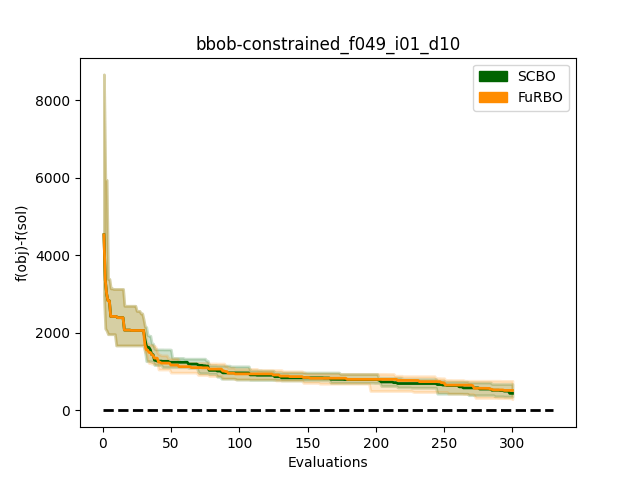 bbob-constrained_f049_i01_d10
SCBO
FuRBO
f(obj)-f(sol)
8000
6000
4000
2000
0
0 50 100 150 200 250 300
Evaluations